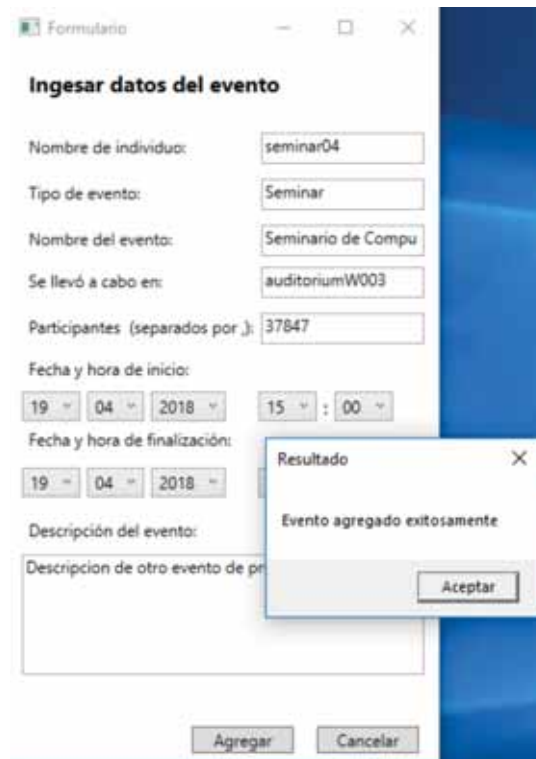 Formulario
Ingesar datos del evento
Nombre de individuo: seminar04
Tipo de evento: Seminar
Nombre del evento: Seminario de Compu
Se llevó a cabo en: auditoriumW003
Participantes (separados por ,): 37847
Fecha y hora de inicio:
19 04 2018 15 : 00
Fecha y hora de finalización:
19 04 2018
Resultado
Evento agregado exitosamente
Aceptar
Descripción del evento:
Descripcion de otro evento de pr
Agregar Cancelar